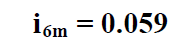 i₆ₘ = 0.059